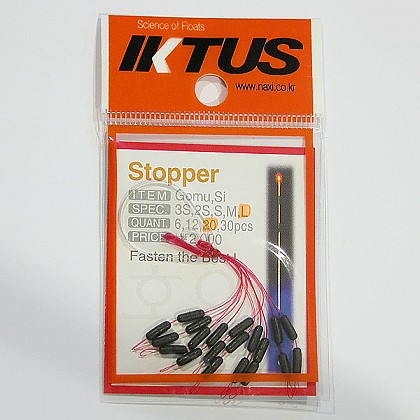 Science of Floats
IKTUS
www.naxi.co.kr
Stopper
ITEM Gomu,Si
SPEC. 3S,2S,S,M,L
QUANT. 6,12,20,30pcs
PRICE ₩2,000
Fasten the Best!